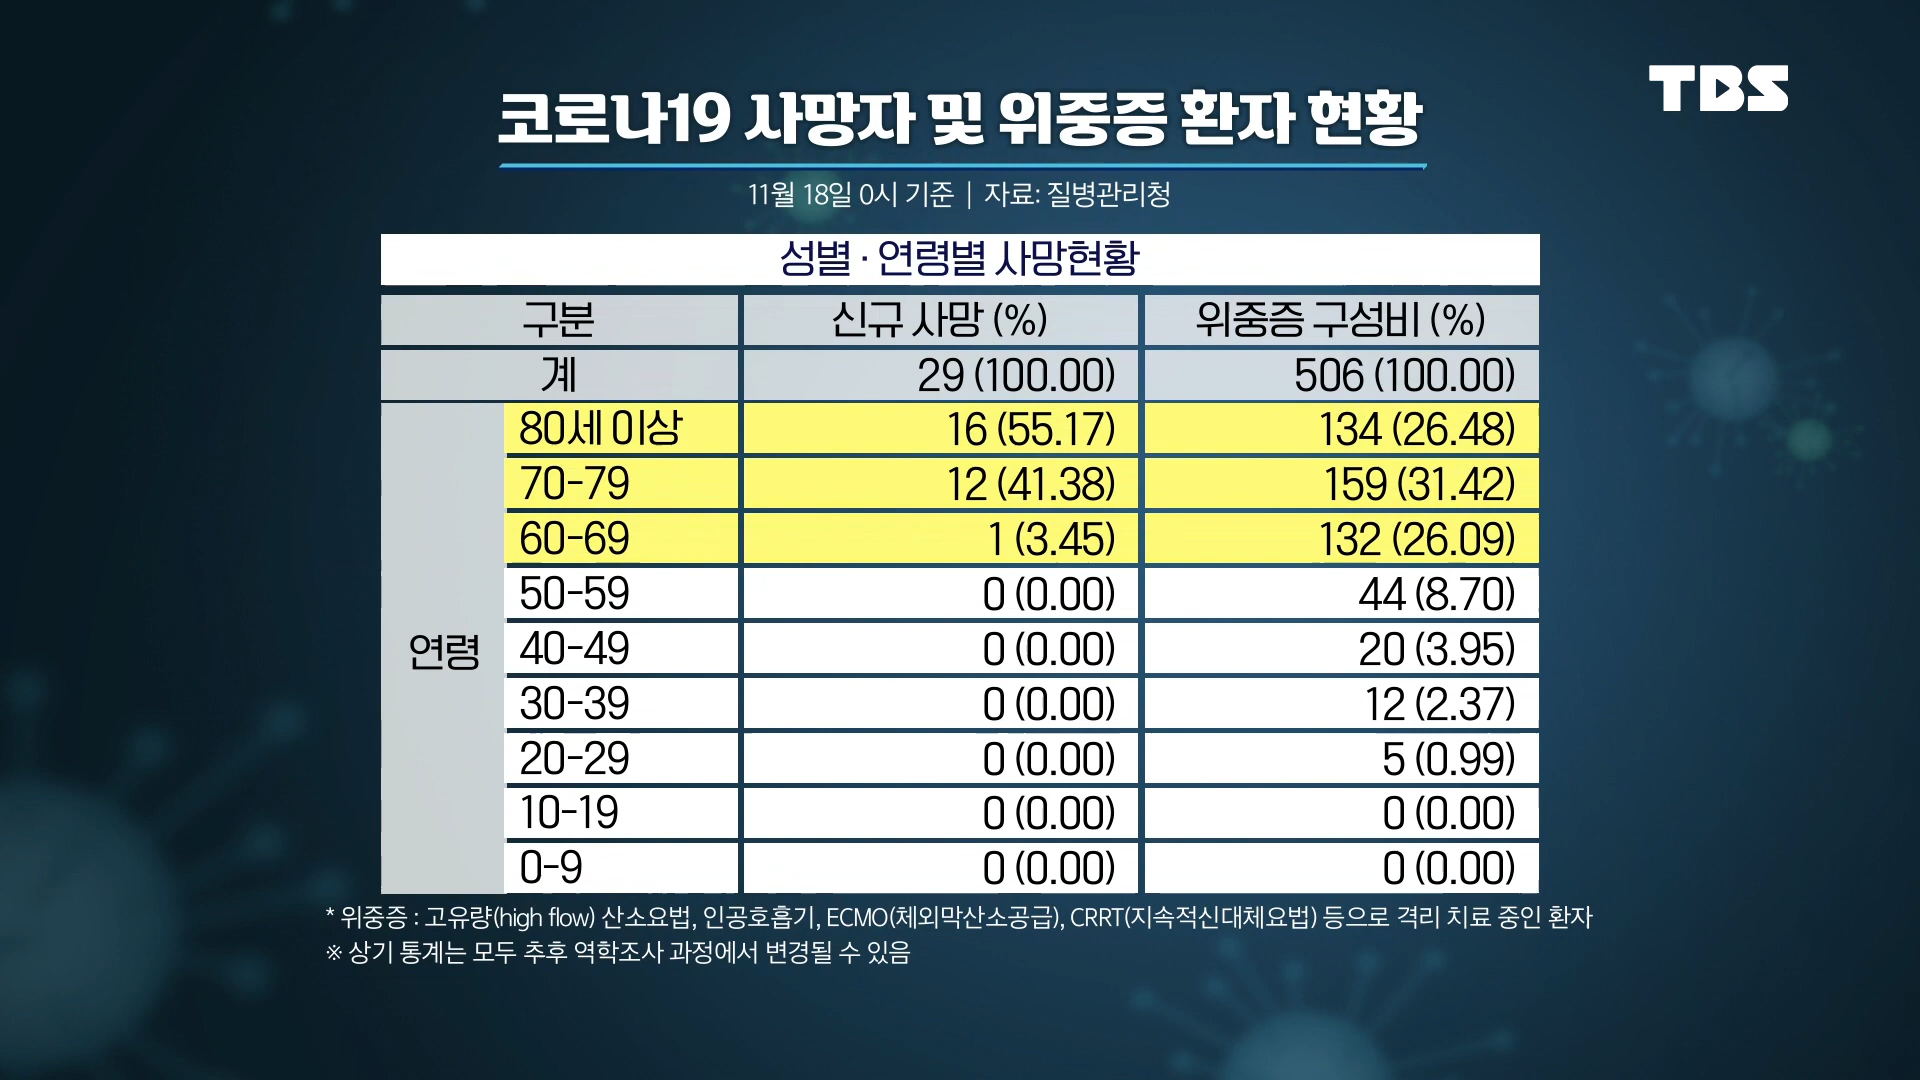 TBS
코로나19 사망자 및 위중증 환자 현황
11월 18일 0시 기준 | 자료: 질병관리청
성별 · 연령별 사망현황
구분 신규 사망 (%) 위중증 구성비 (%)
계 29 (100.00) 506 (100.00)
연령
80세 이상 16 (55.17) 134 (26.48)
70-79 12 (41.38) 159 (31.42)
60-69 1 (3.45) 132 (26.09)
50-59 0 (0.00) 44 (8.70)
40-49 0 (0.00) 20 (3.95)
30-39 0 (0.00) 12 (2.37)
20-29 0 (0.00) 5 (0.99)
10-19 0 (0.00) 0 (0.00)
0-9 0 (0.00) 0 (0.00)
* 위중증 : 고유량(high flow) 산소요법, 인공호흡기, ECMO(체외막산소공급), CRRT(지속적신대체요법) 등으로 격리 치료 중인 환자
※ 상기 통계는 모두 추후 역학조사 과정에서 변경될 수 있음